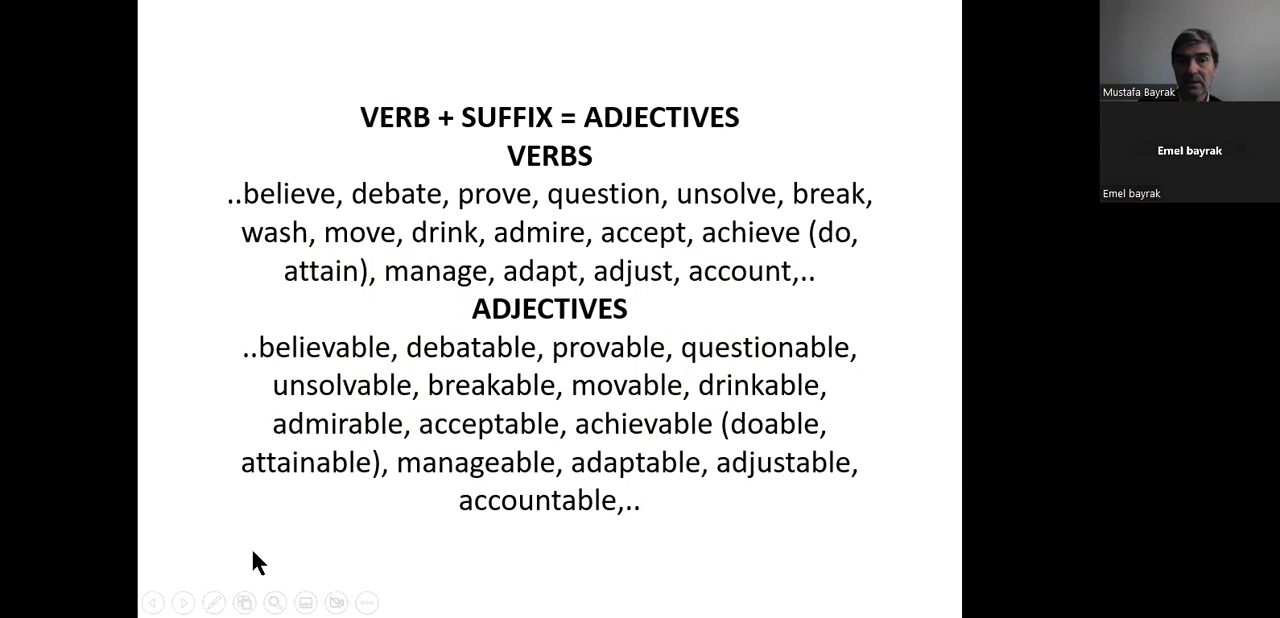 VERB + SUFFIX = ADJECTIVES
VERBS
..believe, debate, prove, question, unsolve, break,
wash, move, drink, admire, accept, achieve (do,
attain), manage, adapt, adjust, account,..
ADJECTIVES
..believable, debatable, provable, questionable,
unsolvable, breakable, movable, drinkable,
admirable, acceptable, achievable (doable,
attainable), manageable, adaptable, adjustable,
accountable,..
Mustafa Bayrak
Emel bayrak
Emel bayrak